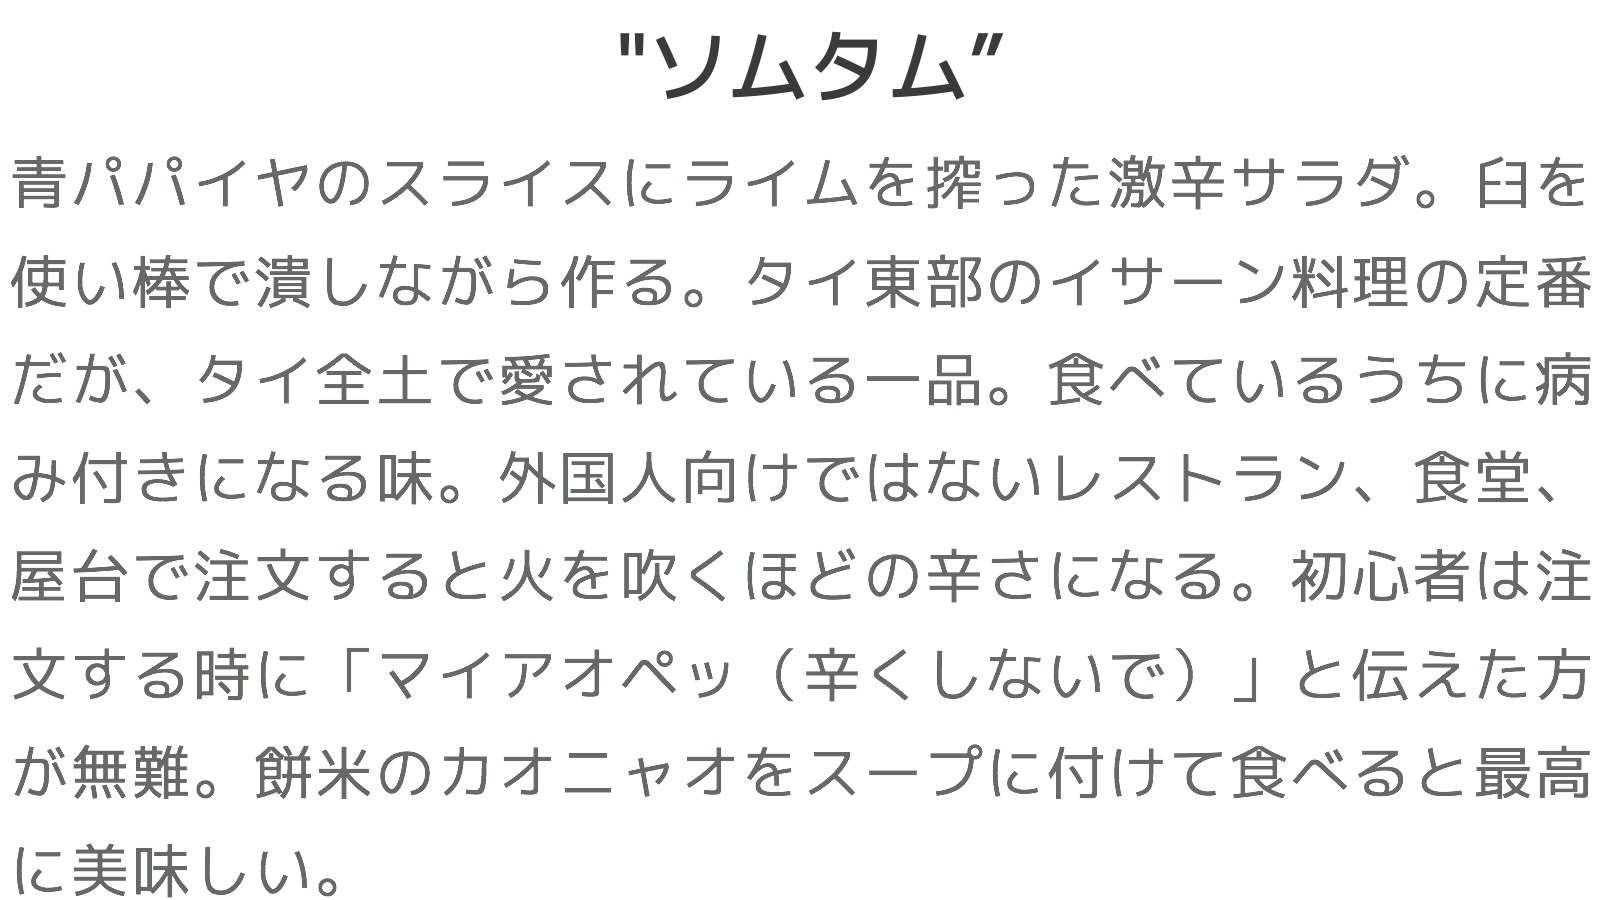 "ソムタム”
青パパイヤのスライスにライムを搾った激辛サラダ。臼を
使い棒で潰しながら作る。タイ東部のイサーン料理の定番
だが、タイ全土で愛されている一品。食べているうちに病
み付きになる味。外国人向けではないレストラン、食堂、
屋台で注文すると火を吹くほどの辛さになる。初心者は注
文する時に「マイアオペッ（辛くしないで）」と伝えた方
が無難。餅米のカオニャオをスープに付けて食べると最高
に美味しい。